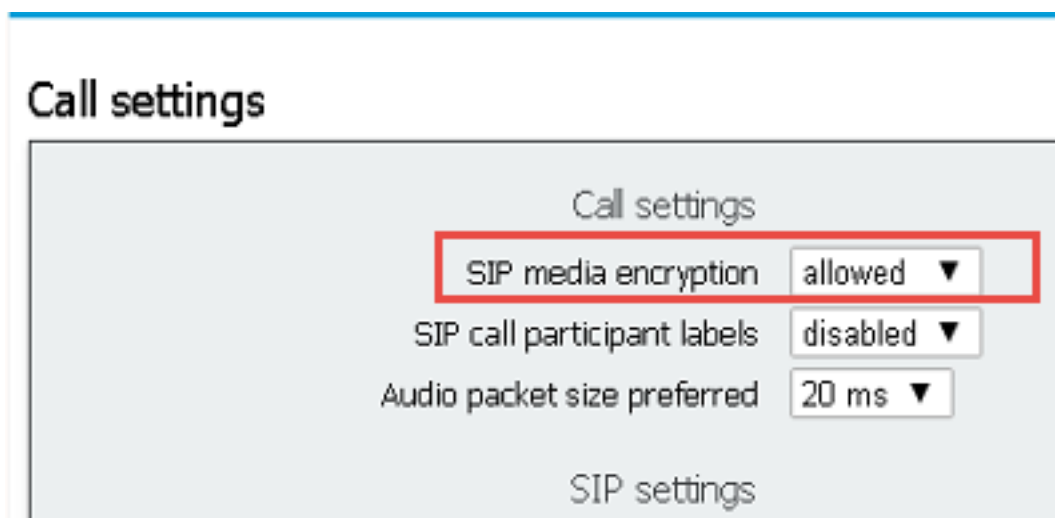 Call settings
Call settings
SIP media encryption allowed ▼
SIP call participant labels disabled ▼
Audio packet size preferred 20 ms ▼
SIP settings